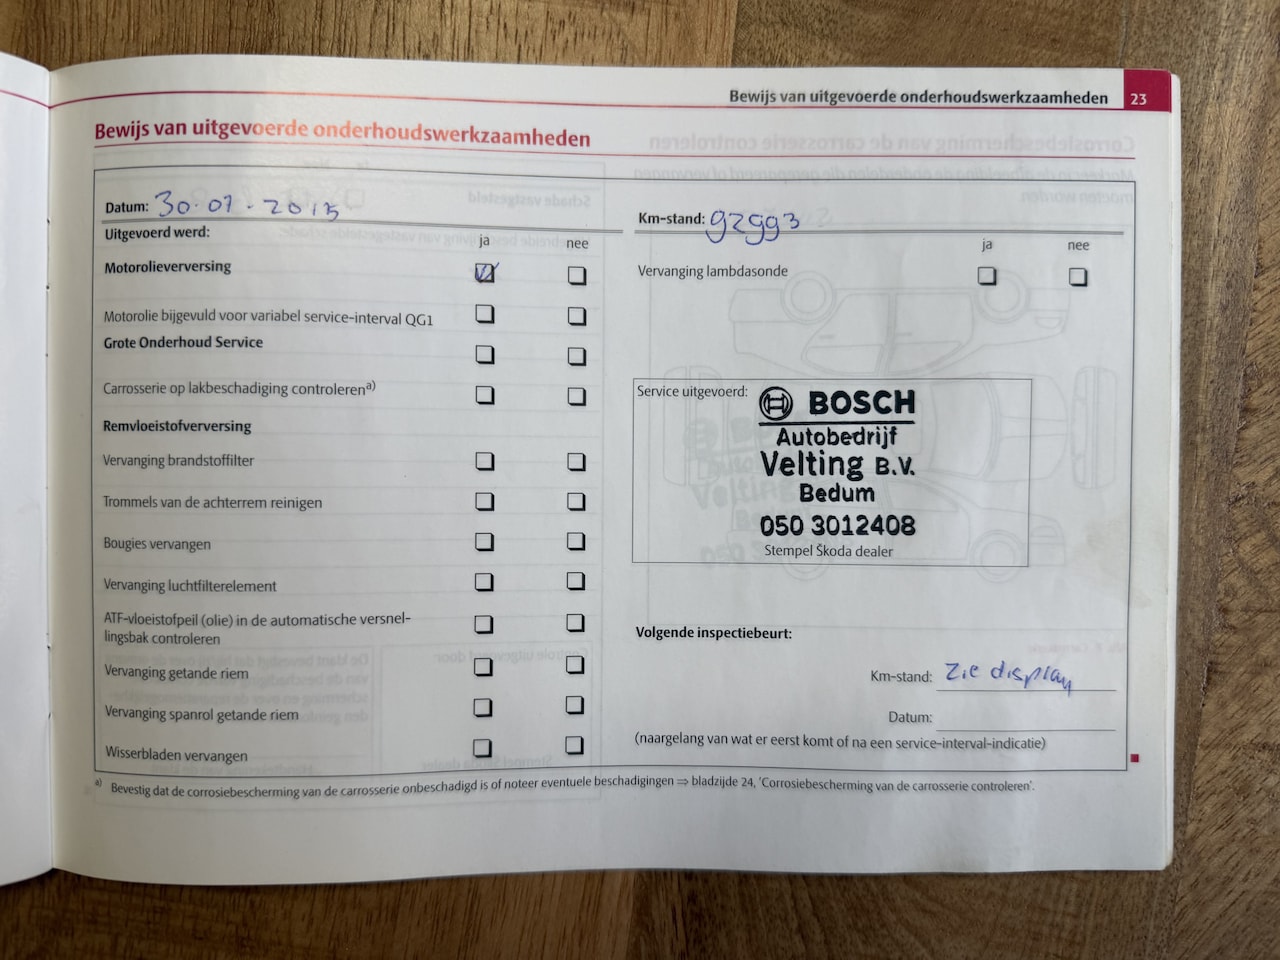 Bewijs van uitgevoerde onderhoudswerkzaamheden 23
Bewijs van uitgevoerde onderhoudswerkzaamheden
Datum: 30-01-2015
Km-stand: 92993
Uitgevoerd werd:
ja nee
Motorolieverversing
Motorolie bijgevuld voor variabel service-interval QG1
Grote Onderhoud Service
Carrosserie op lakbeschadiging controleren a)
Remvloeistofverversing
Vervanging brandstoffilter
Trommels van de achterrem reinigen
Bougies vervangen
Vervanging luchtfilterelement
ATF-vloeistofpeil (olie) in de automatische versnel-
lingsbak controleren
Vervanging getande riem
Vervanging spanrol getande riem
Wisserbladen vervangen
ja nee
Vervanging lambdasonde
Service uitgevoerd:
BOSCH
Autobedrijf
Velting B.V.
Bedum
050 3012408
Stempel Škoda dealer
Volgende inspectiebeurt:
Km-stand: Zie display
Datum:
(naargelang van wat er eerst komt of na een service-interval-indicatie)
a) Bevestig dat de corrosiebescherming van de carrosserie onbeschadigd is of noteer eventuele beschadigingen ⇒ bladzijde 24, 'Corrosiebescherming van de carrosserie controleren'.